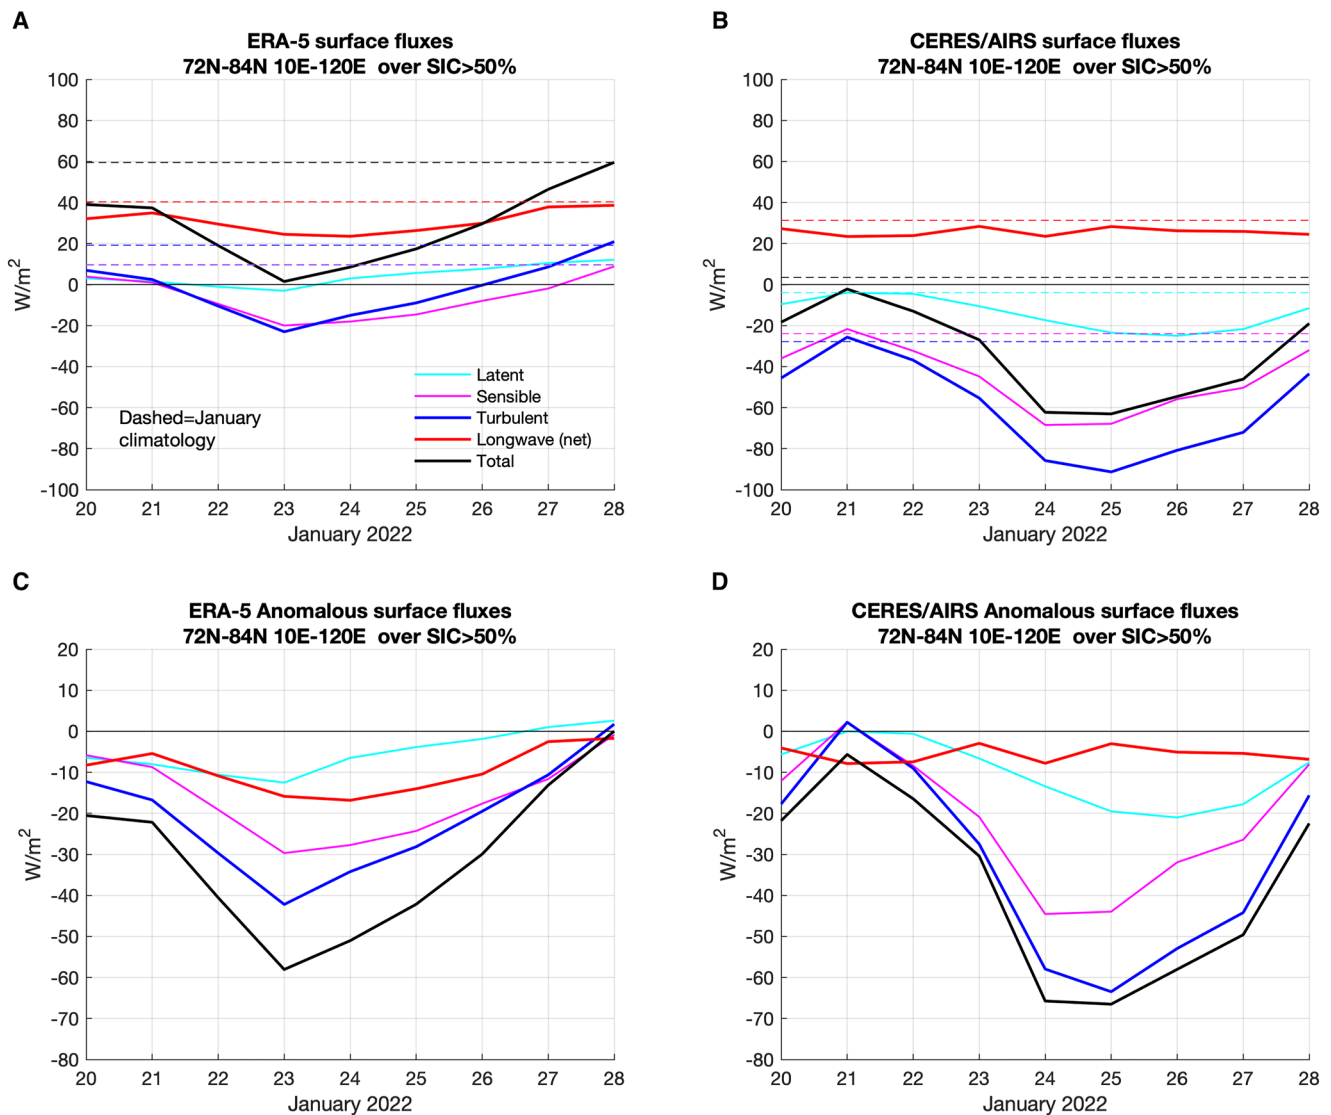 A
ERA-5 surface fluxes
72N-84N 10E-120E over SIC>50%
100
80
60
40
20
0
-20
-40
-60
-80
-100
W/m2
Latent
Sensible
Turbulent
Longwave (net)
Total
Dashed=January
climatology
20 21 22 23 24 25 26 27 28
January 2022
B
CERES/AIRS surface fluxes
72N-84N 10E-120E over SIC>50%
100
80
60
40
20
0
-20
-40
-60
-80
-100
W/m2
20 21 22 23 24 25 26 27 28
January 2022
C
ERA-5 Anomalous surface fluxes
72N-84N 10E-120E over SIC>50%
20
10
0
-10
-20
-30
-40
-50
-60
-70
-80
W/m2
20 21 22 23 24 25 26 27 28
January 2022
D
CERES/AIRS Anomalous surface fluxes
72N-84N 10E-120E over SIC>50%
20
10
0
-10
-20
-30
-40
-50
-60
-70
-80
W/m2
20 21 22 23 24 25 26 27 28
January 2022